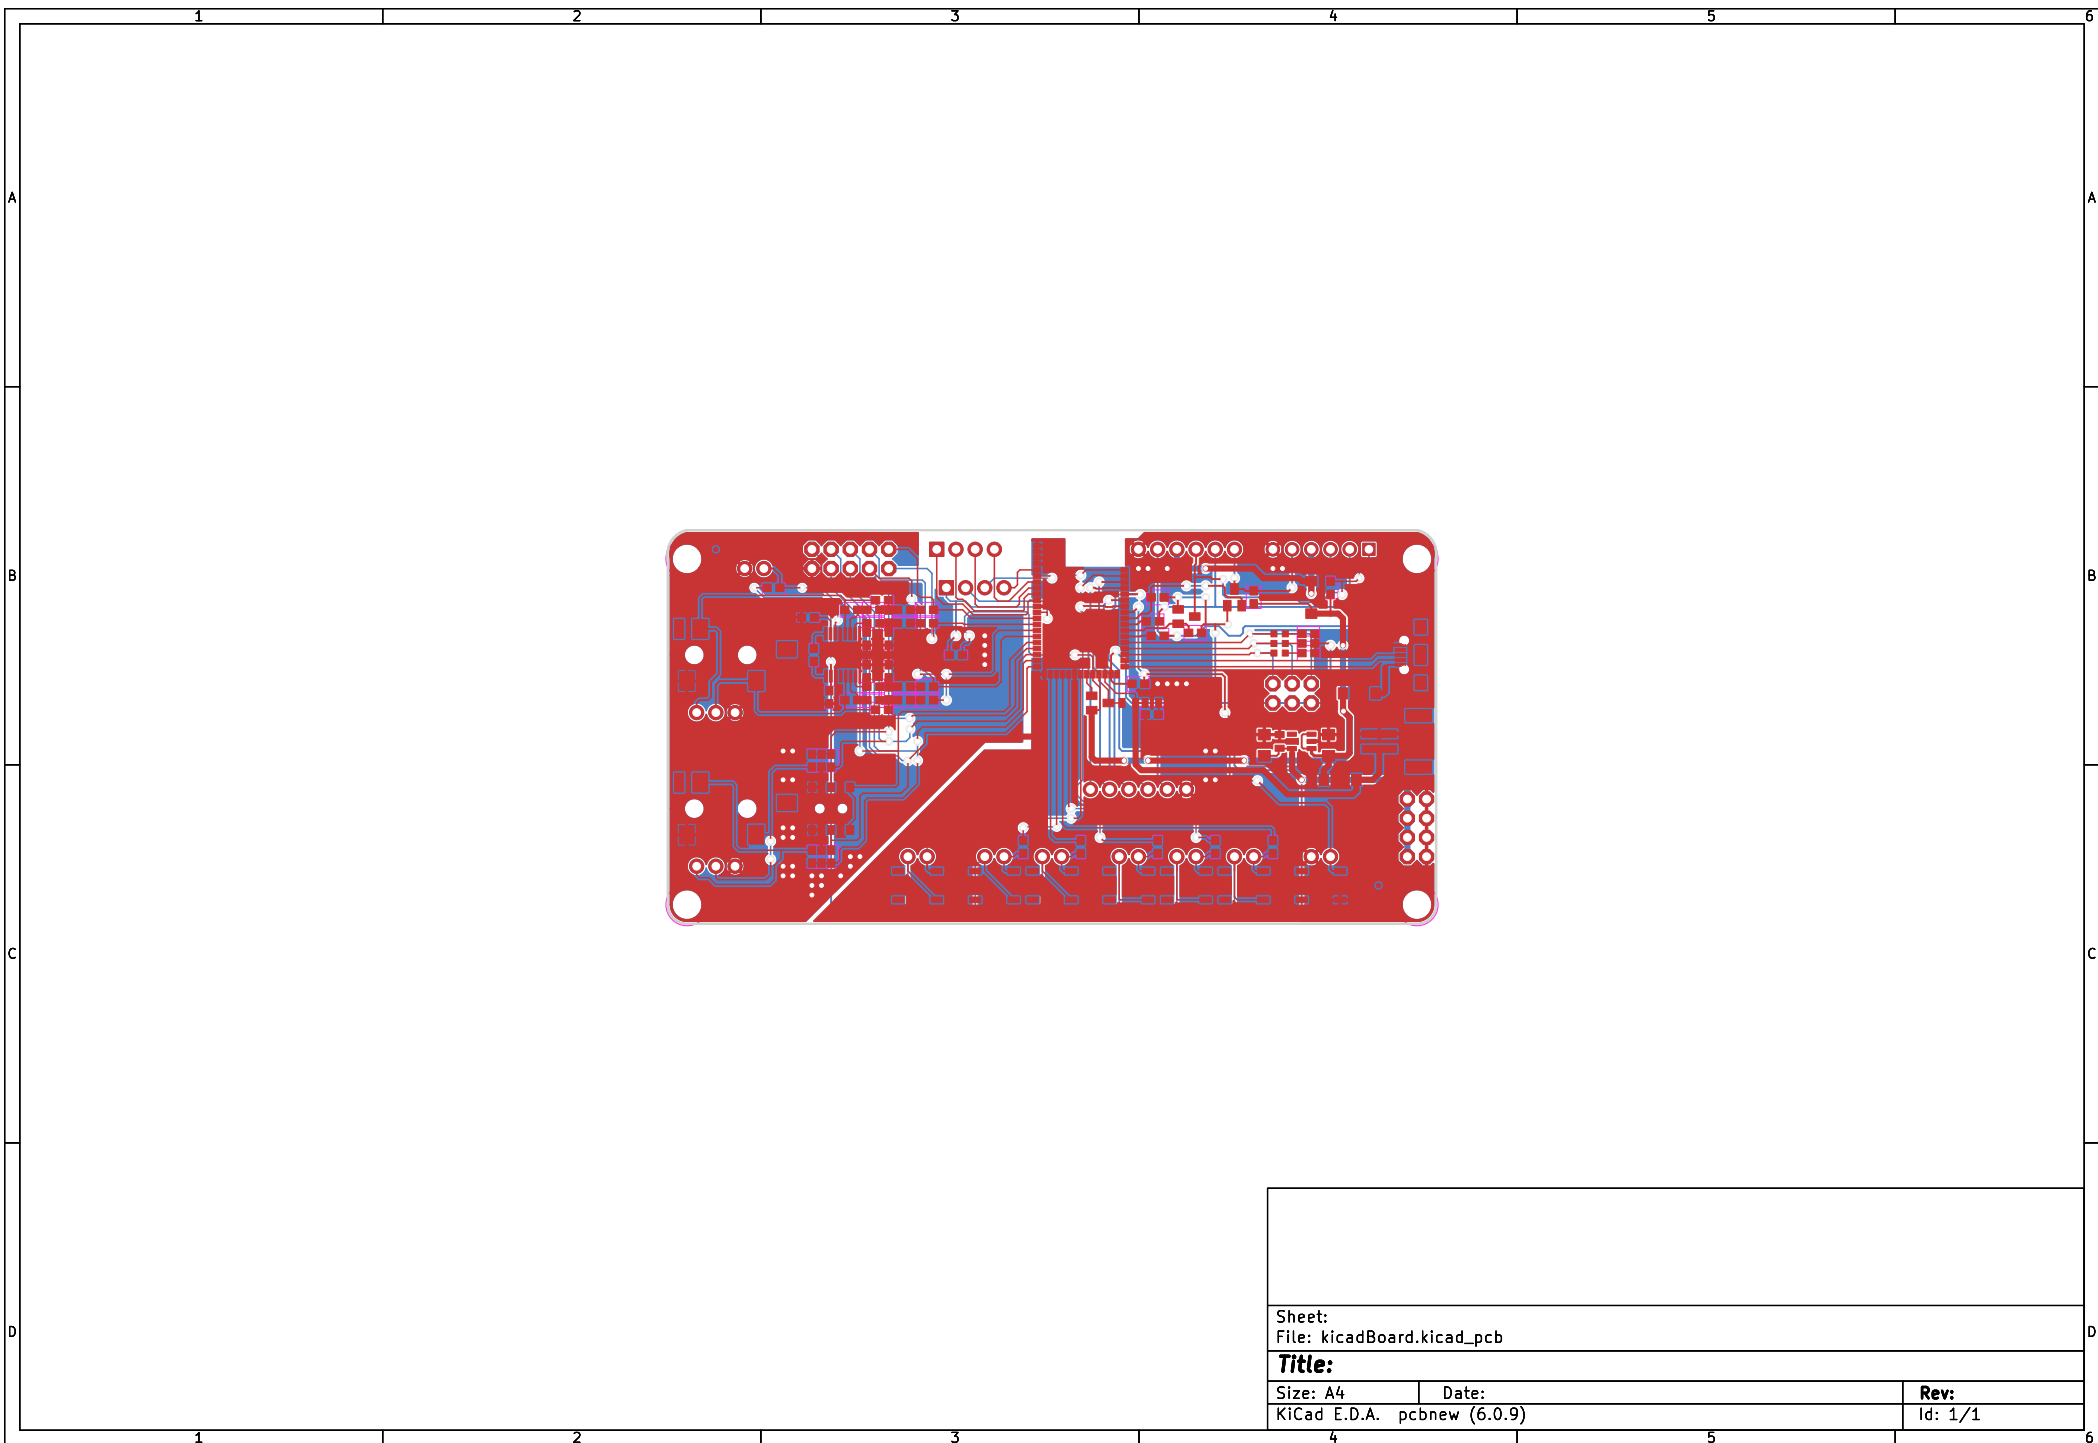 1 2 3 4 5 6
A A
B B
C C
D D
Sheet:
File: kicadBoard.kicad_pcb
Title:
Size: A4 Date: Rev:
KiCad E.D.A. pcbnew (6.0.9) Id: 1/1
1 2 3 4 5 6